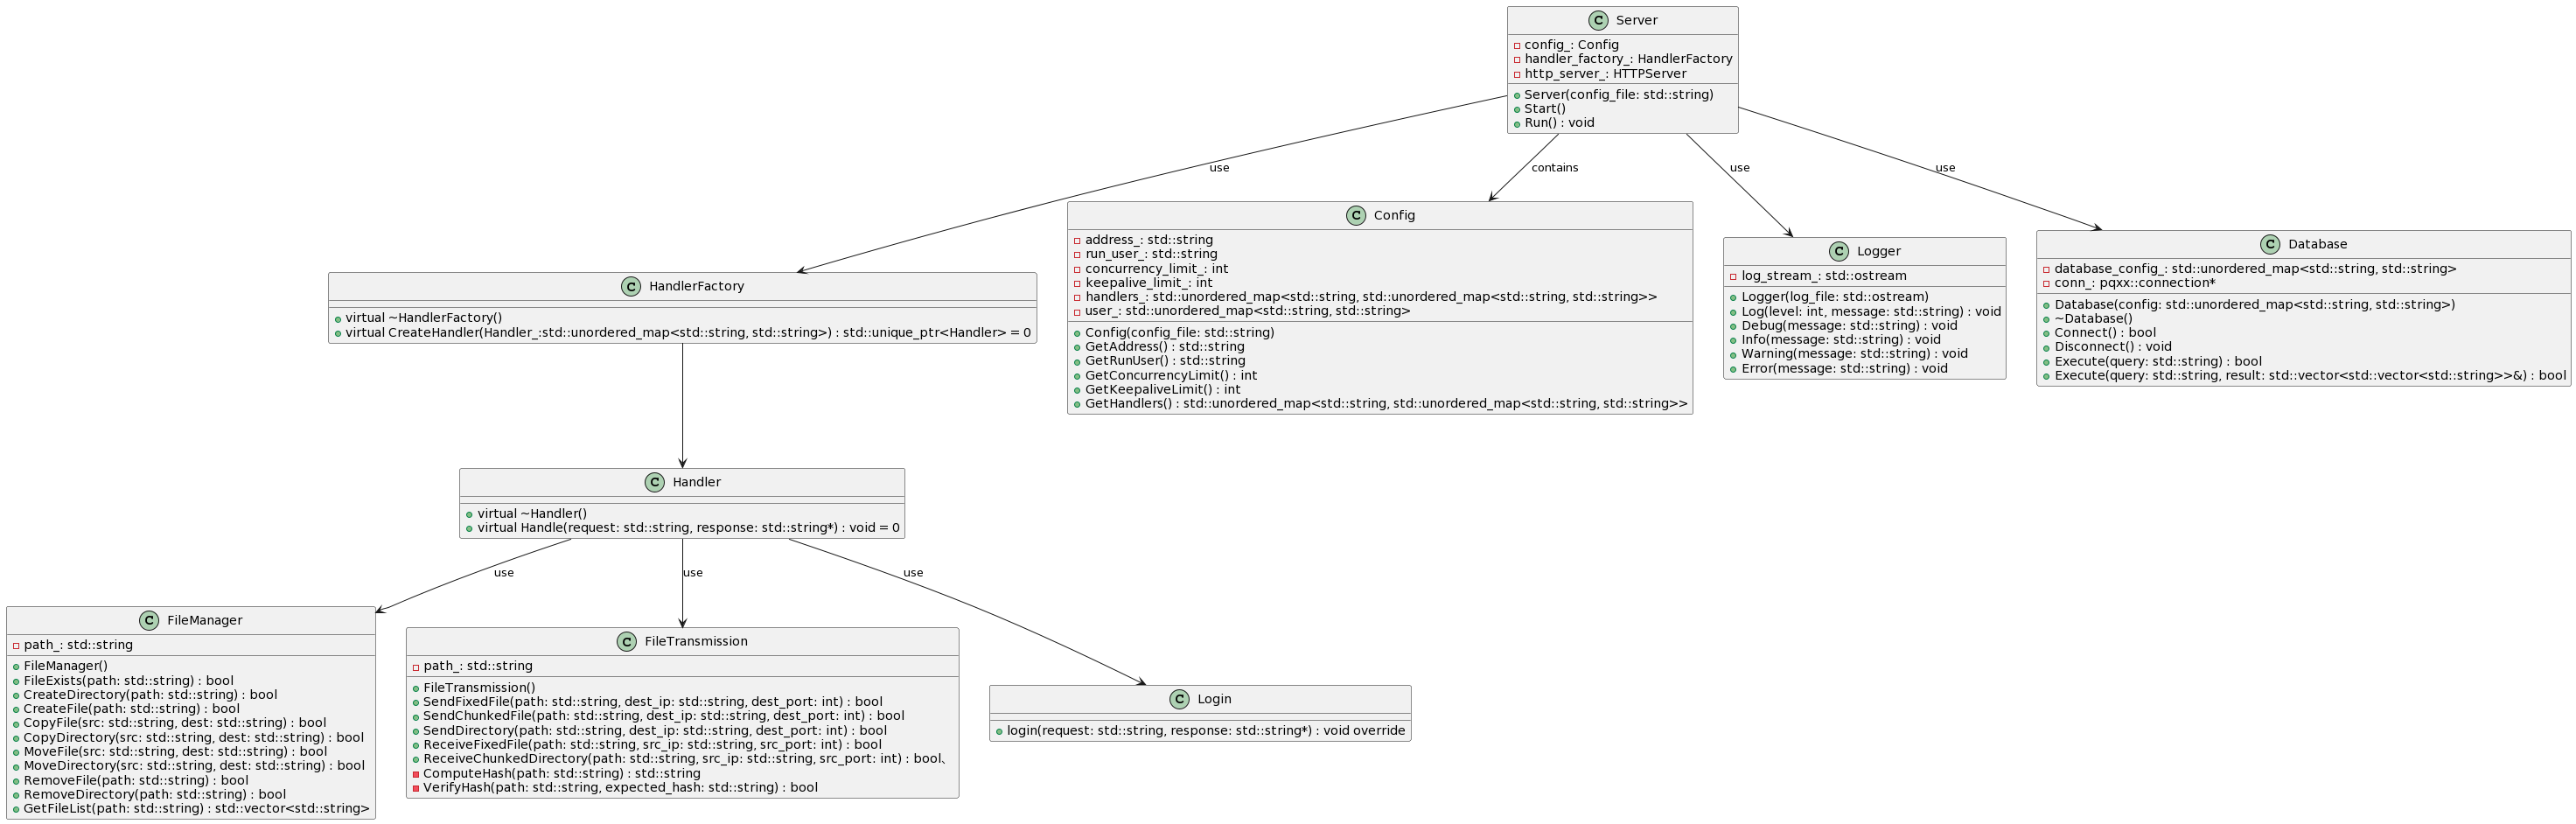 C Server
config_: Config
handler_factory_: HandlerFactory
http_server_: HTTPServer
Server(config_file: std::string)
Start()
Run() : void
use
contains
use
use
C HandlerFactory
virtual ~HandlerFactory()
virtual CreateHandler(Handler_:std::unordered_map<std::string, std::string>) : std::unique_ptr<Handler> = 0
C Config
address_: std::string
run_user_: std::string
concurrency_limit_: int
keepalive_limit_: int
handlers_: std::unordered_map<std::string, std::unordered_map<std::string, std::string>>
user_: std::unordered_map<std::string, std::string>
Config(config_file: std::string)
GetAddress() : std::string
GetRunUser() : std::string
GetConcurrencyLimit() : int
GetKeepaliveLimit() : int
GetHandlers() : std::unordered_map<std::string, std::unordered_map<std::string, std::string>>
C Logger
log_stream_: std::ostream
Logger(log_file: std::ostream)
Log(level: int, message: std::string) : void
Debug(message: std::string) : void
Info(message: std::string) : void
Warning(message: std::string) : void
Error(message: std::string) : void
C Database
database_config_: std::unordered_map<std::string, std::string>
conn_: pqxx::connection*
Database(config: std::unordered_map<std::string, std::string>)
~Database()
Connect() : bool
Disconnect() : void
Execute(query: std::string) : bool
Execute(query: std::string, result: std::vector<std::vector<std::string>>&) : bool
C Handler
virtual ~Handler()
virtual Handle(request: std::string, response: std::string*) : void = 0
use
use
use
C FileManager
path_: std::string
FileManager()
FileExists(path: std::string) : bool
CreateDirectory(path: std::string) : bool
CreateFile(path: std::string) : bool
CopyFile(src: std::string, dest: std::string) : bool
CopyDirectory(src: std::string, dest: std::string) : bool
MoveFile(src: std::string, dest: std::string) : bool
MoveDirectory(src: std::string, dest: std::string) : bool
RemoveFile(path: std::string) : bool
RemoveDirectory(path: std::string) : bool
GetFileList(path: std::string) : std::vector<std::string>
C FileTransmission
path_: std::string
FileTransmission()
SendFixedFile(path: std::string, dest_ip: std::string, dest_port: int) : bool
SendChunkedFile(path: std::string, dest_ip: std::string, dest_port: int) : bool
SendDirectory(path: std::string, dest_ip: std::string, dest_port: int) : bool
ReceiveFixedFile(path: std::string, src_ip: std::string, src_port: int) : bool
ReceiveChunkedDirectory(path: std::string, src_ip: std::string, src_port: int) : bool、
ComputeHash(path: std::string) : std::string
VerifyHash(path: std::string, expected_hash: std::string) : bool
C Login
login(request: std::string, response: std::string*) : void override